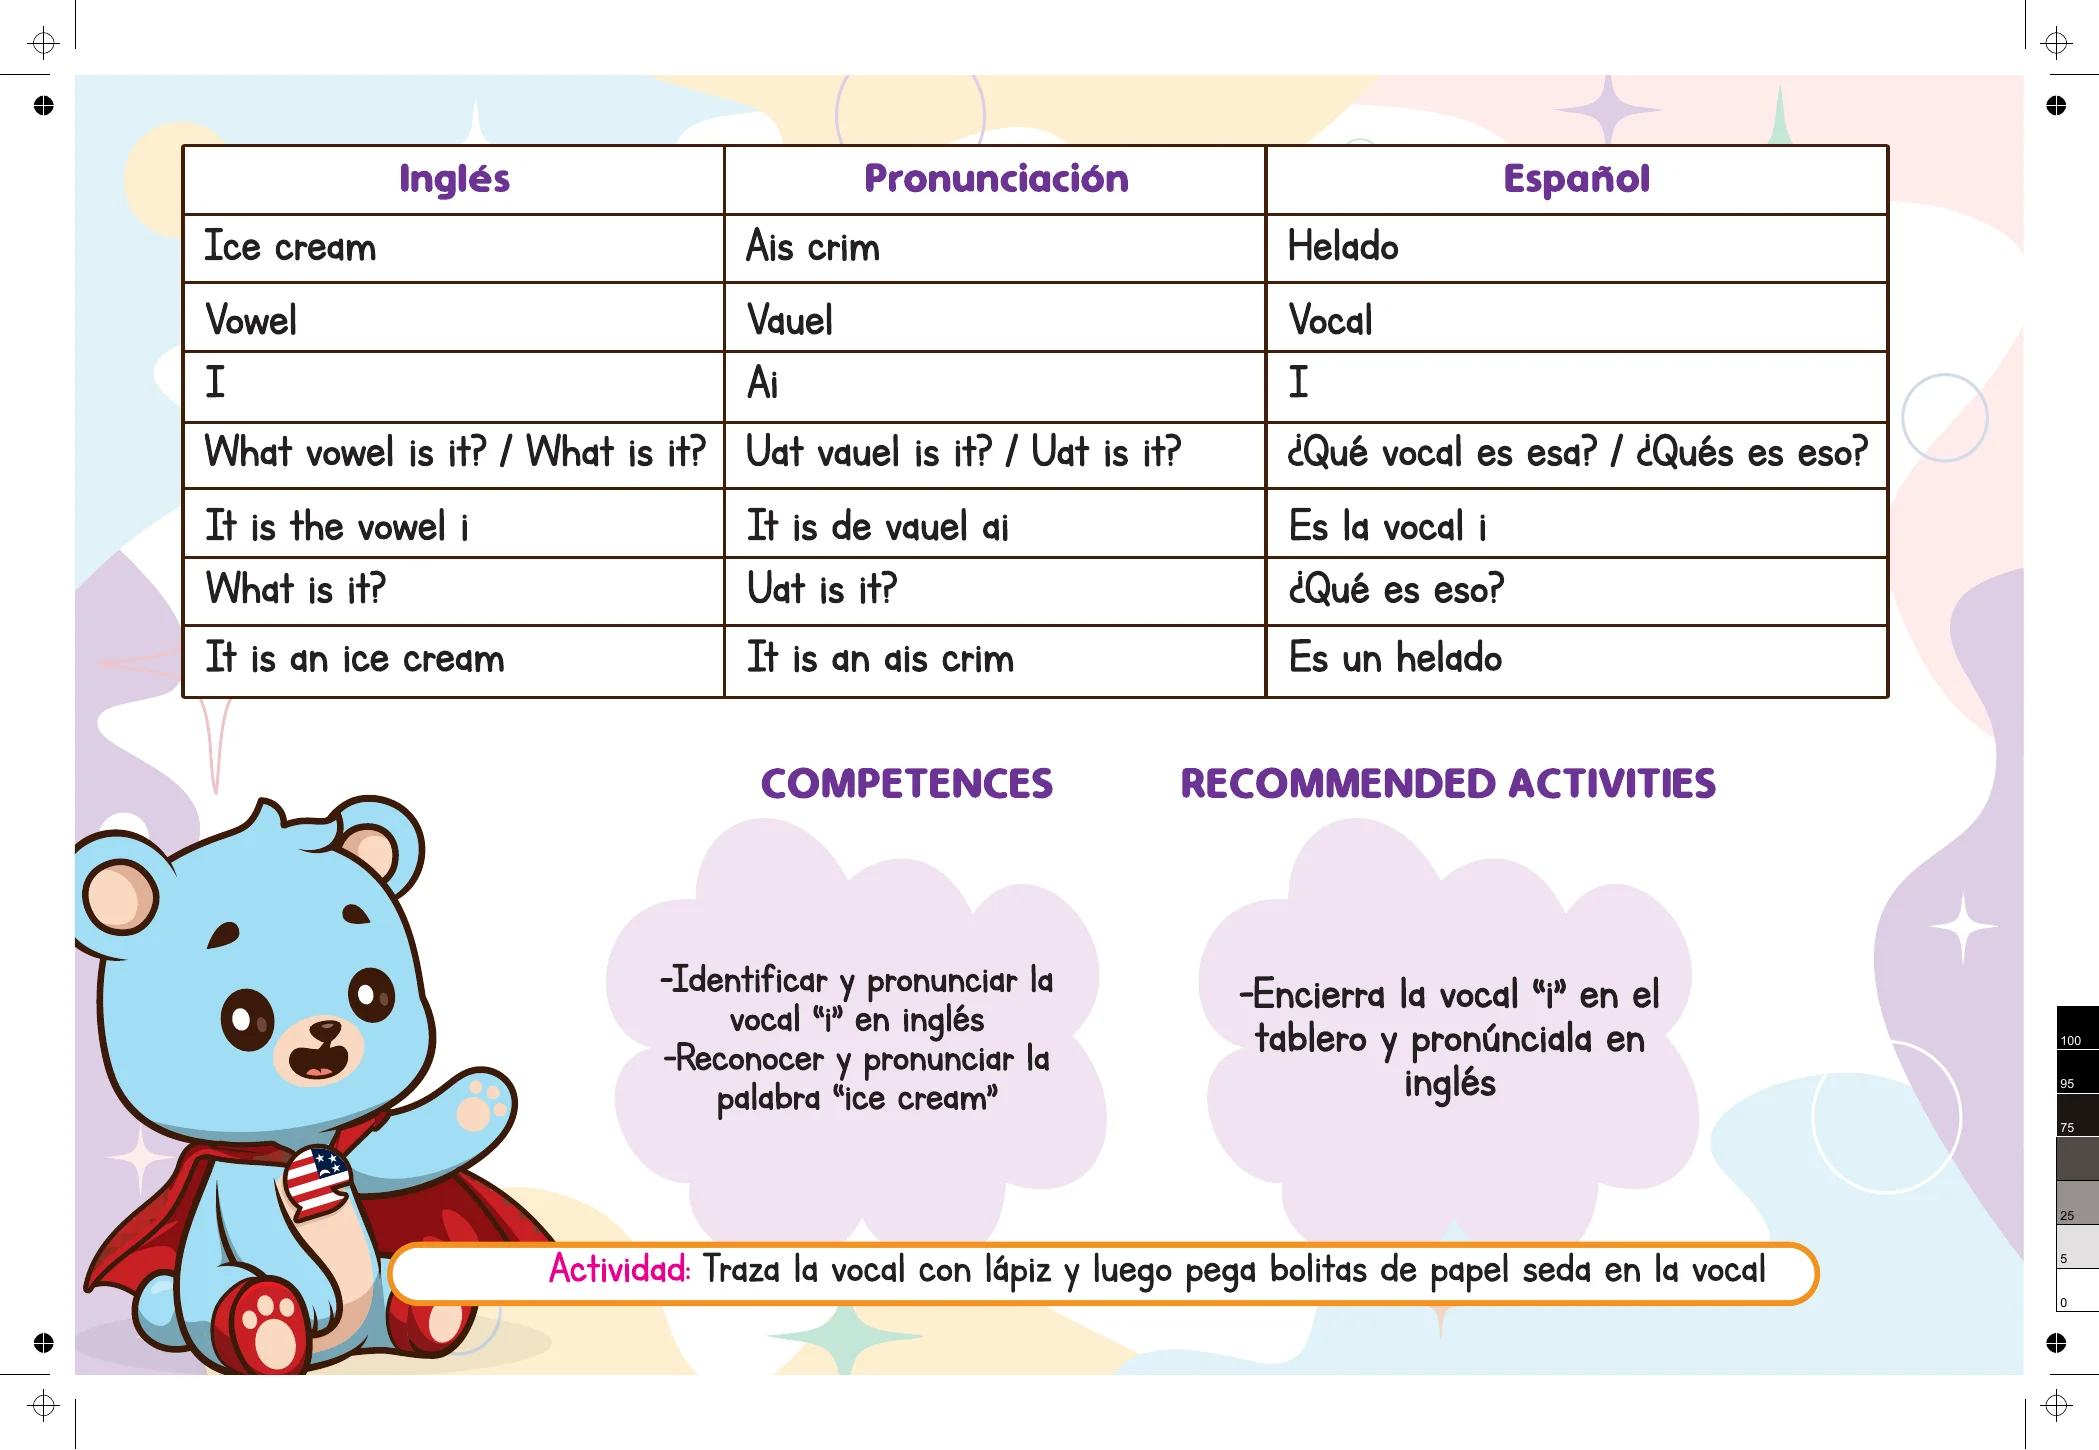 Inglés Pronunciación Español
Ice cream Ais crim Helado
Vowel Vauel Vocal
I Ai I
What vowel is it? / What is it? Uat vauel is it? / Uat is it? ¿Qué vocal es esa? / ¿Qués es eso?
It is the vowel i It is de vauel ai Es la vocal i
What is it? Uat is it? ¿Qué es eso?
It is an ice cream It is an ais crim Es un helado
COMPETENCES
-Identificar y pronunciar la
vocal “i” en inglés
-Reconocer y pronunciar la
palabra “ice cream”
RECOMMENDED ACTIVITIES
-Encierra la vocal “i” en el
tablero y pronúnciala en
inglés
Actividad: Traza la vocal con lápiz y luego pega bolitas de papel seda en la vocal
100
95
75
25
5
0